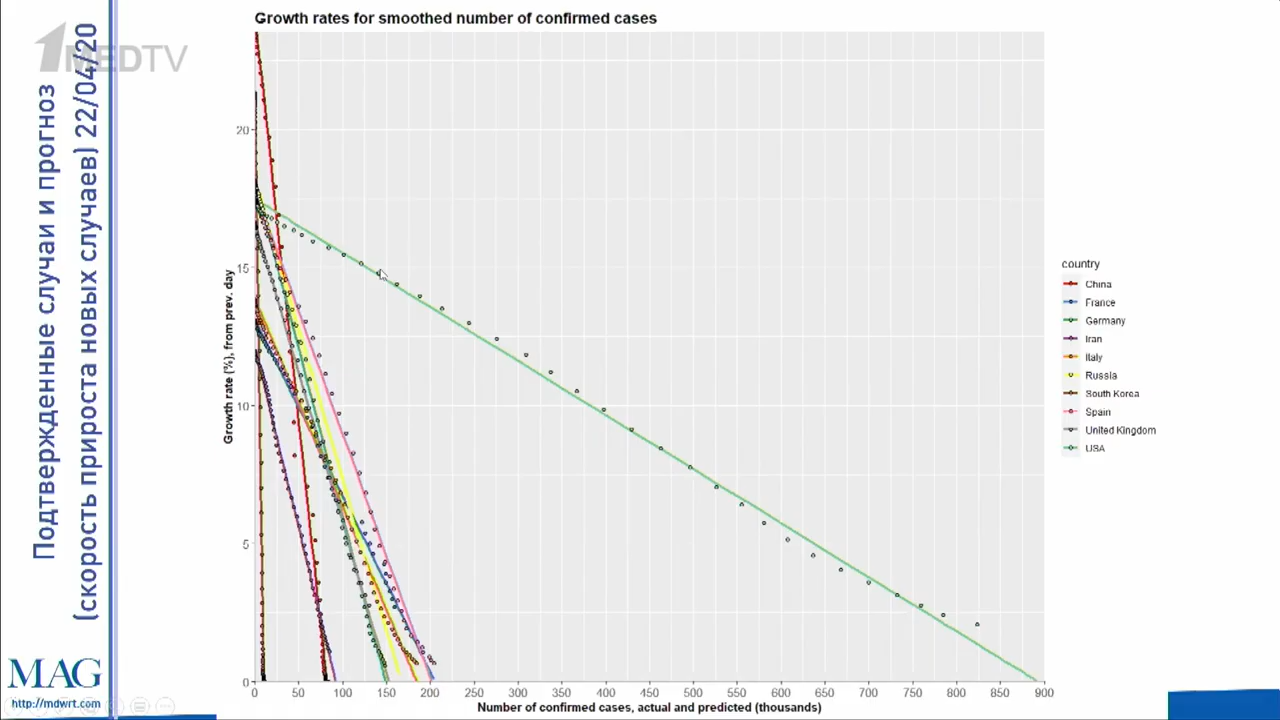 Growth rates for smoothed number of confirmed cases
1MEDTV
Подтвержденные случаи и прогноз
(скорость прироста новых случаев) 22/04/20
Growth rate (%), from prev. day
20
15
10
5
0
0 50 100 150 200 250 300 350 400 450 500 550 600 650 700 750 800 850 900
Number of confirmed cases, actual and predicted (thousands)
country
China
France
Germany
Iran
Italy
Russia
South Korea
Spain
United Kingdom
USA
MAG
http://mdwrt.com